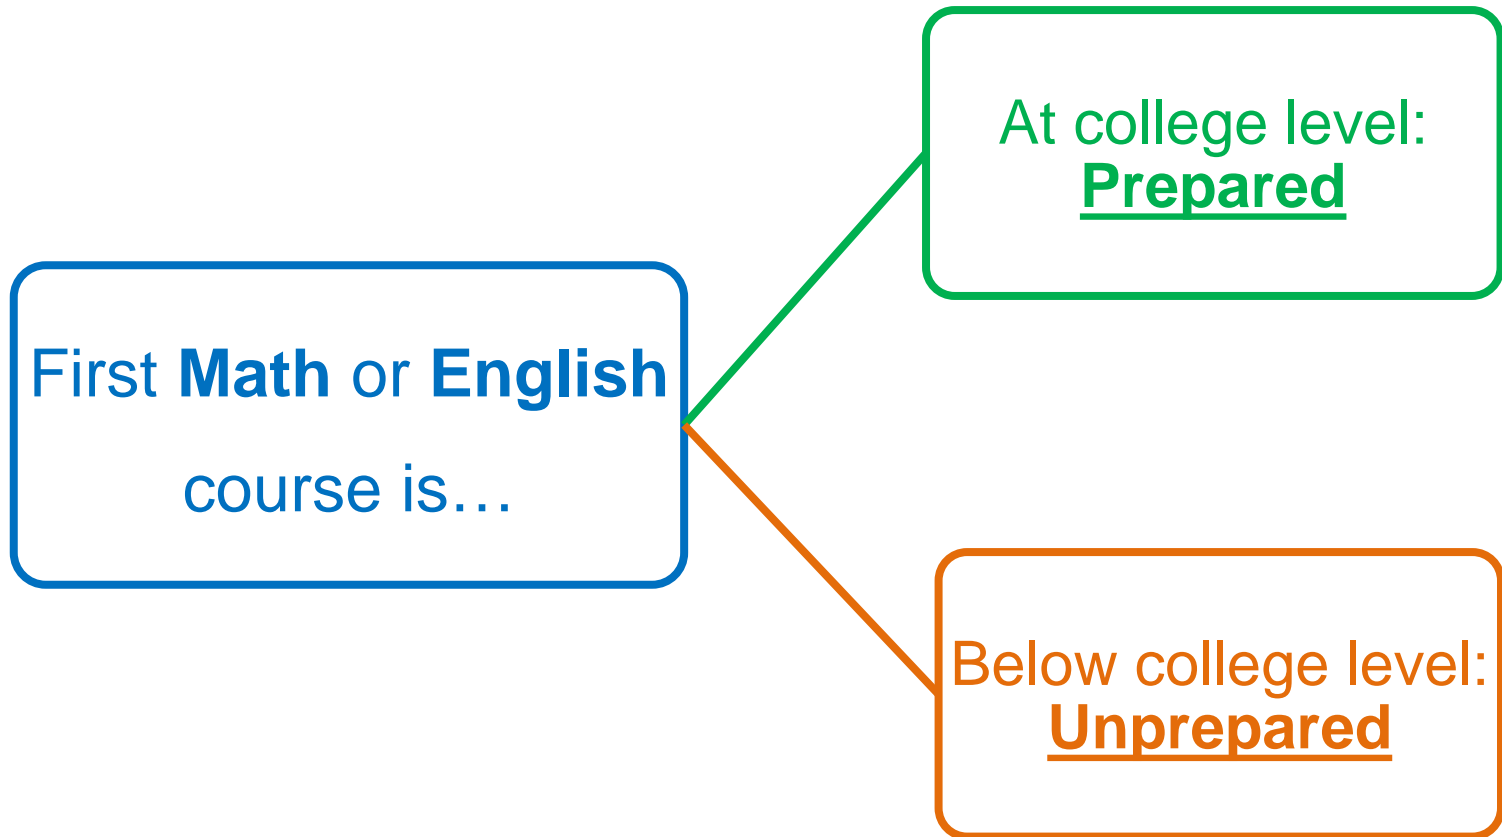 At college level:
Prepared
First Math or English
course is…
Below college level:
Unprepared